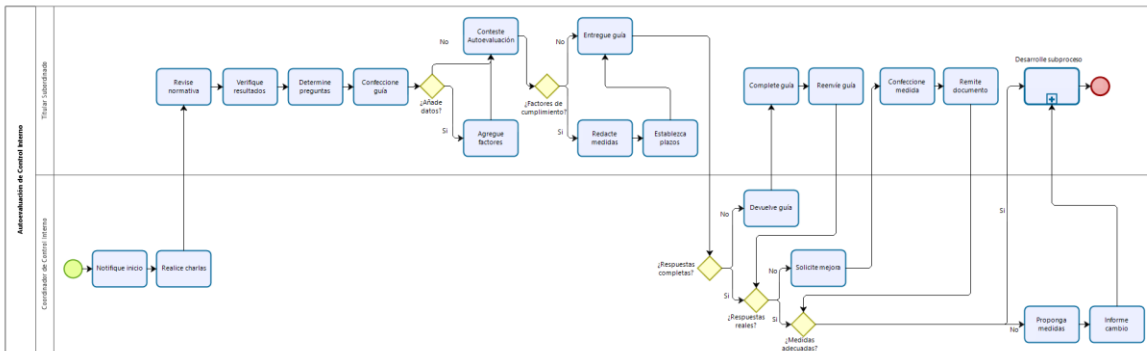 Autoevaluación de Control Interno
Titular Subordinado
Coordinador de Control Interno
Notifique inicio
Realice charlas
Revise
normativa
Verifique
resultados
Determine
preguntas
Confeccione
guía
¿Añade
datos?
No
Si
Conteste
Autoevaluación
Agregue
factores
¿Factores de
cumplimiento?
No
Si
Entregue guía
Redacte
medidas
Establezca
plazos
¿Respuestas
completas?
No
Si
Devuelve guía
Complete guía
Reenvíe guía
¿Respuestas
reales?
No
Si
Solicite mejora
Confeccione
medida
Remite
documento
¿Medidas
adecuadas?
Si
No
Proponga
medidas
Informe
cambio
Desarrolle subproceso